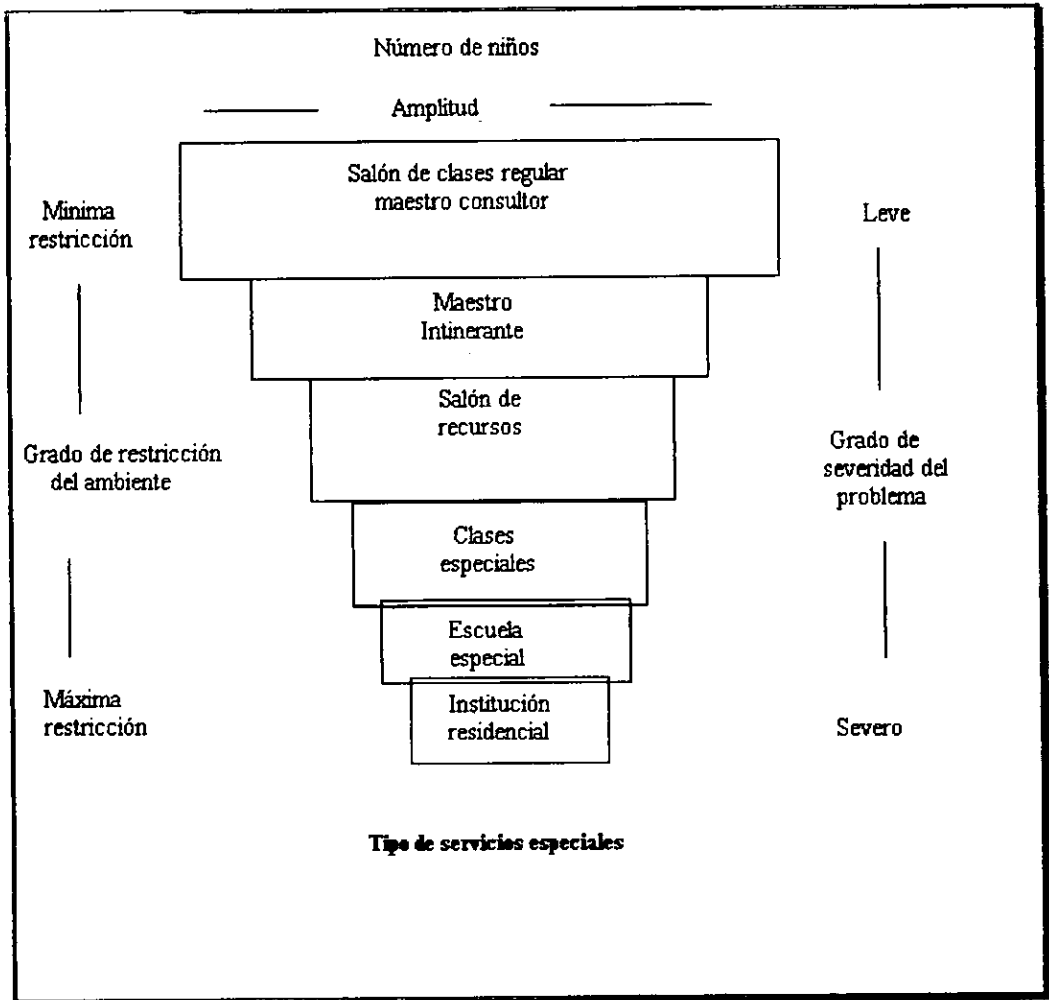 Número de niños
Amplitud
Salón de clases regular
maestro consultor
Minima
restricción
Leve
Maestro
Intinerante
Salón de
recursos
Grado de restricción
del ambiente
Grado de
severidad del
problema
Clases
especiales
Escuela
especial
Máxima
restricción
Institución
residencial
Severo
Tipo de servicios especiales